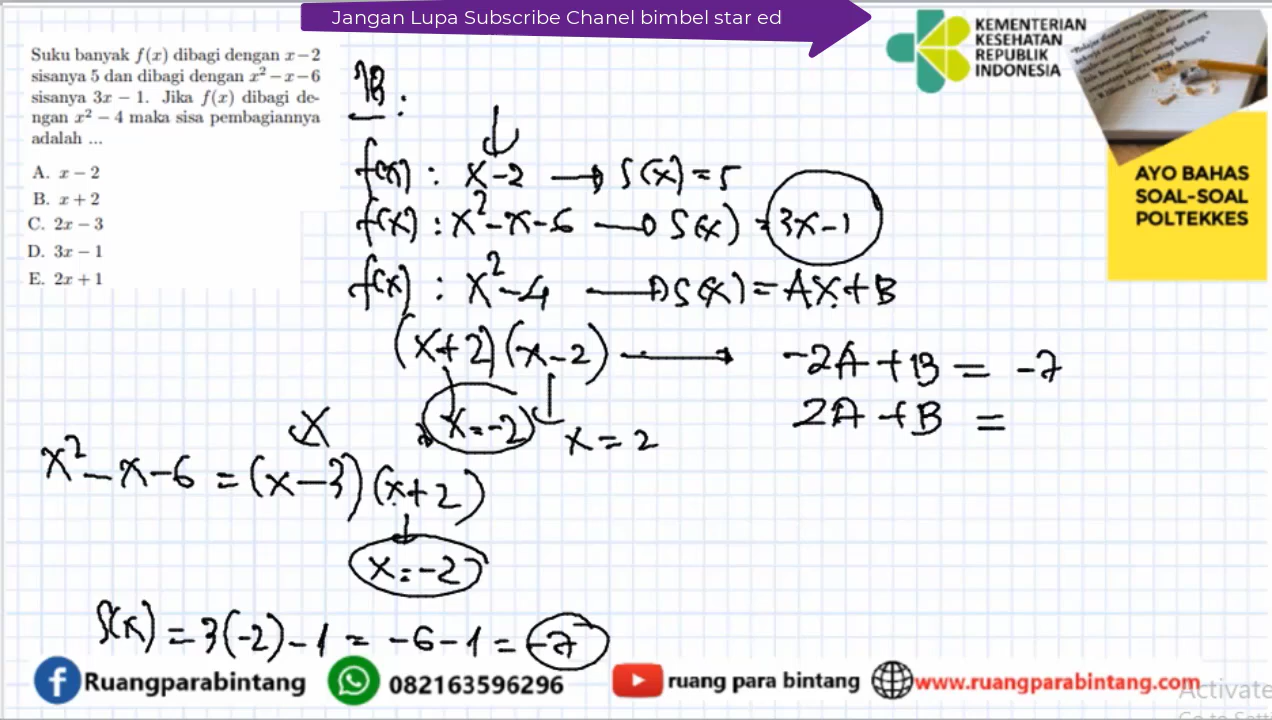 Jangan Lupa Subscribe Chanel bimbel star ed
KEMENTERIAN
KESEHATAN
REPUBLIK
INDONESIA
Suku banyak f(x) dibagi dengan x−2
sisanya 5 dan dibagi dengan x² − x − 6
sisanya 3x − 1. Jika f(x) dibagi de-
ngan x² − 4 maka sisa pembagiannya
adalah ...
A. x − 2
B. x + 2
C. 2x − 3
D. 3x − 1
E. 2x + 1
f(x) : x-2 → S(x) = 5
f(x) : x²-x-6 → S(x) = 3x-1
f(x) : x²-4 → S(x) = Ax+B
(x+2)(x-2) → -2A+B = -7
2A+B =
x=-2
x=2
x²-x-6 = (x-3)(x+2)
x=-2
S(x) = 3(-2)-1 = -6-1 = -7
AYO BAHAS
SOAL-SOAL
POLTEKKES
Ruangparabintang
082163596296
ruang para bintang
www.ruangparabintang.com
Activate